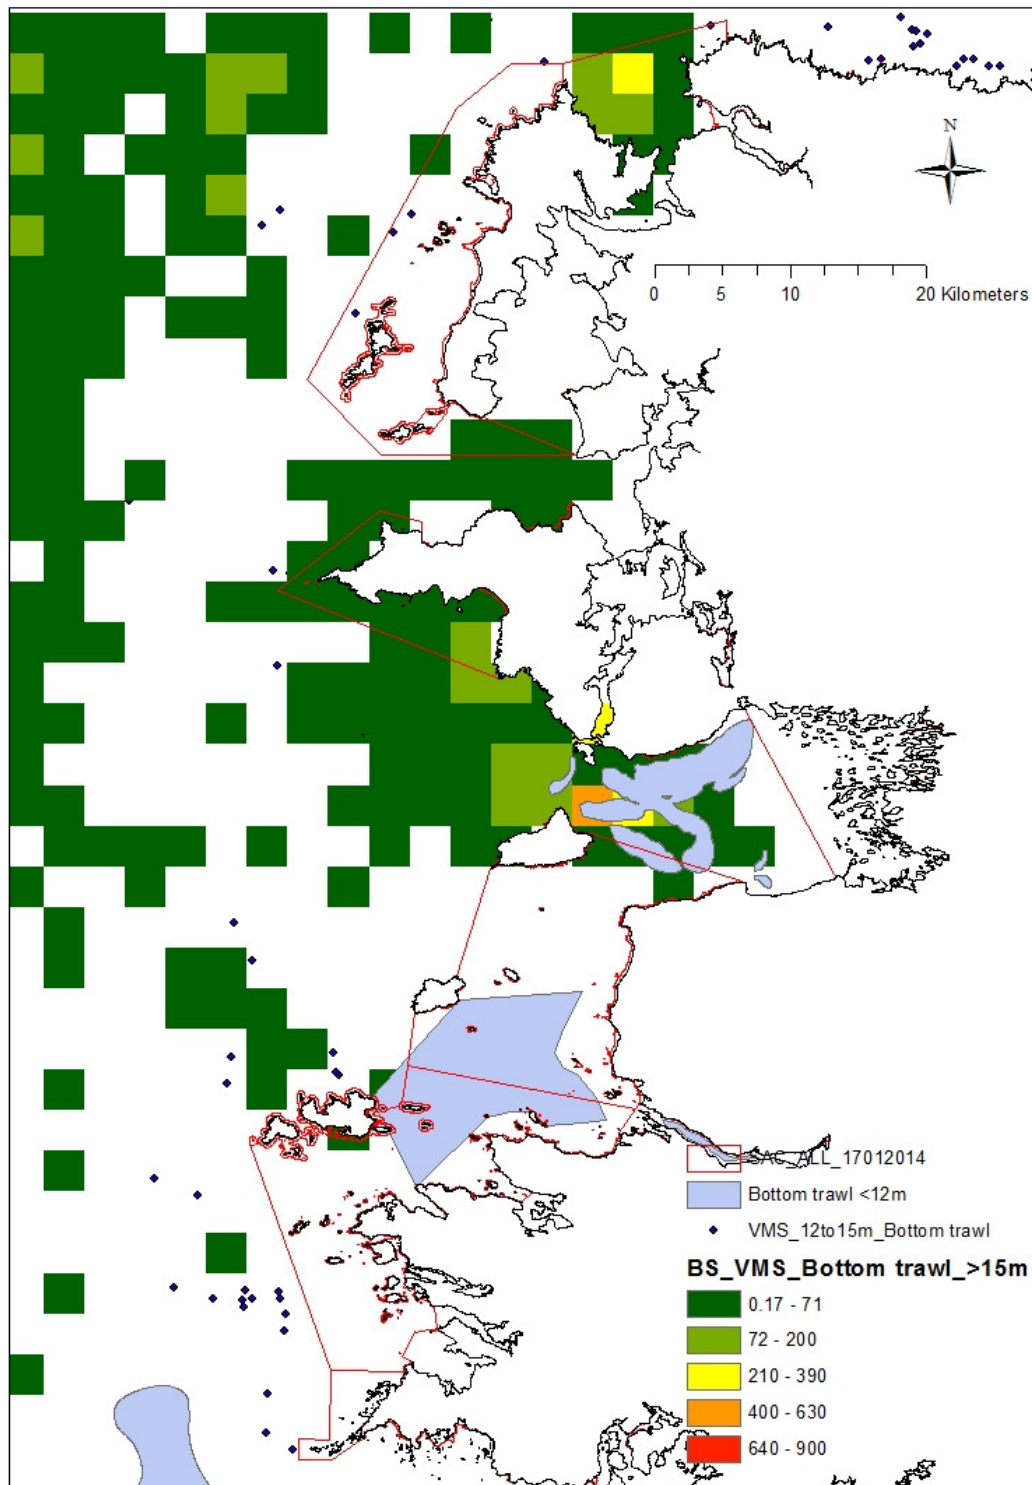 N
0 5 10 20 Kilometers
SAC_ALL_17012014
Bottom trawl <12m
VMS_12to15m_Bottom trawl
BS_VMS_Bottom trawl_>15m
0.17 - 71
72 - 200
210 - 390
400 - 630
640 - 900